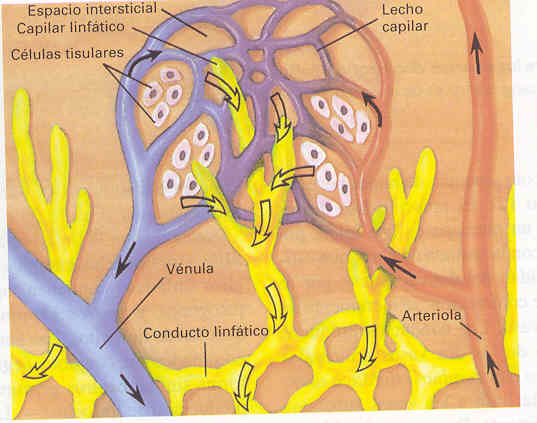 Espacio intersticial
Capilar linfático
Células tisulares
Lecho
capilar
Vénula
Conducto linfático
Arteriola